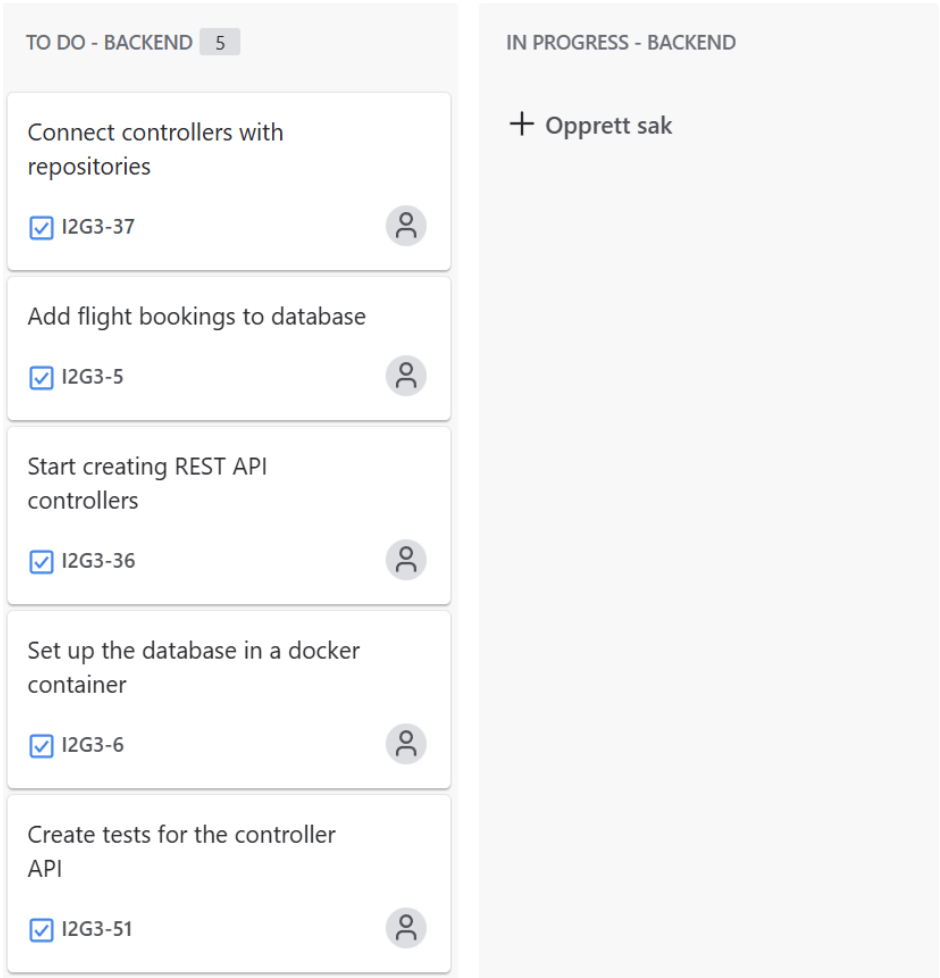 TO DO - BACKEND 5
Connect controllers with
repositories
I2G3-37
Add flight bookings to database
I2G3-5
Start creating REST API
controllers
I2G3-36
Set up the database in a docker
container
I2G3-6
Create tests for the controller
API
I2G3-51
IN PROGRESS - BACKEND
Opprett sak